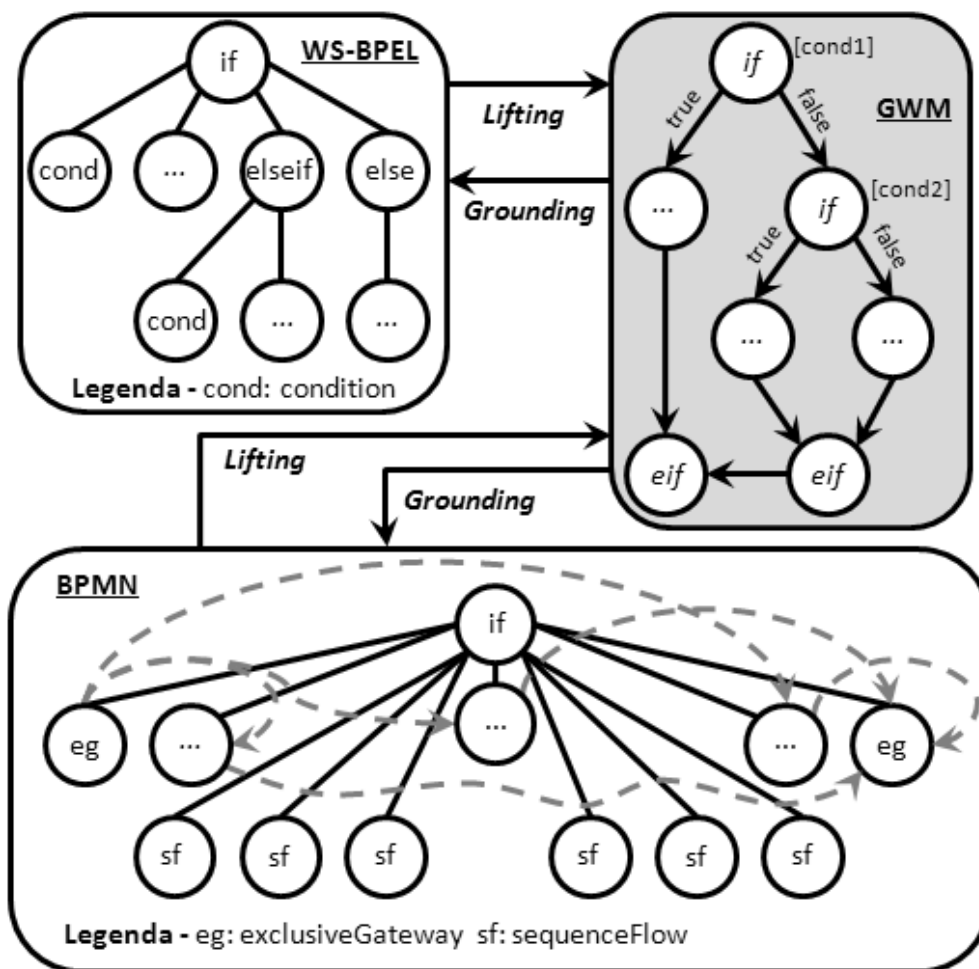 WS-BPEL
if
cond
...
elseif
else
cond
...
...
Legenda - cond: condition
Lifting
Grounding
GWM
if
[cond1]
true
false
...
if
[cond2]
true
false
...
...
eif
eif
Lifting
Grounding
BPMN
if
eg
...
...
...
eg
sf
sf
sf
sf
sf
sf
Legenda - eg: exclusiveGateway sf: sequenceFlow